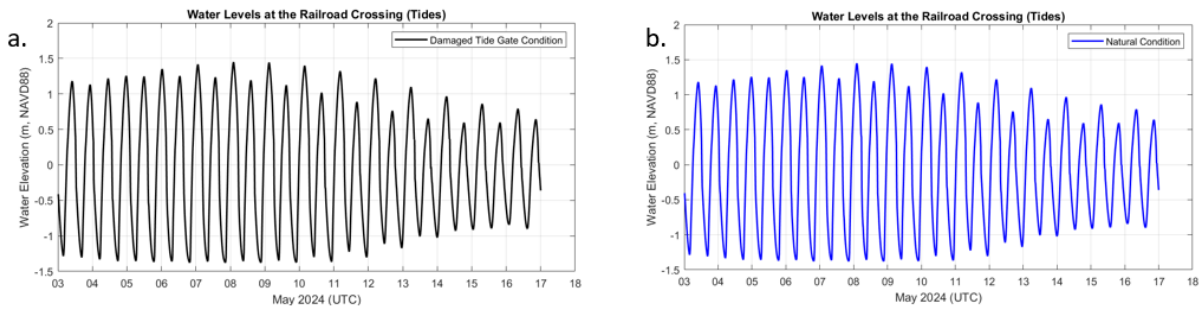 a.
Water Levels at the Railroad Crossing (Tides)
Damaged Tide Gate Condition
Water Elevation (m, NAVD88)
2
1.5
1
0.5
0
-0.5
-1
-1.5
03 04 05 06 07 08 09 10 11 12 13 14 15 16 17 18
May 2024 (UTC)
b.
Water Levels at the Railroad Crossing (Tides)
Natural Condition
Water Elevation (m, NAVD88)
2
1.5
1
0.5
0
-0.5
-1
-1.5
03 04 05 06 07 08 09 10 11 12 13 14 15 16 17 18
May 2024 (UTC)